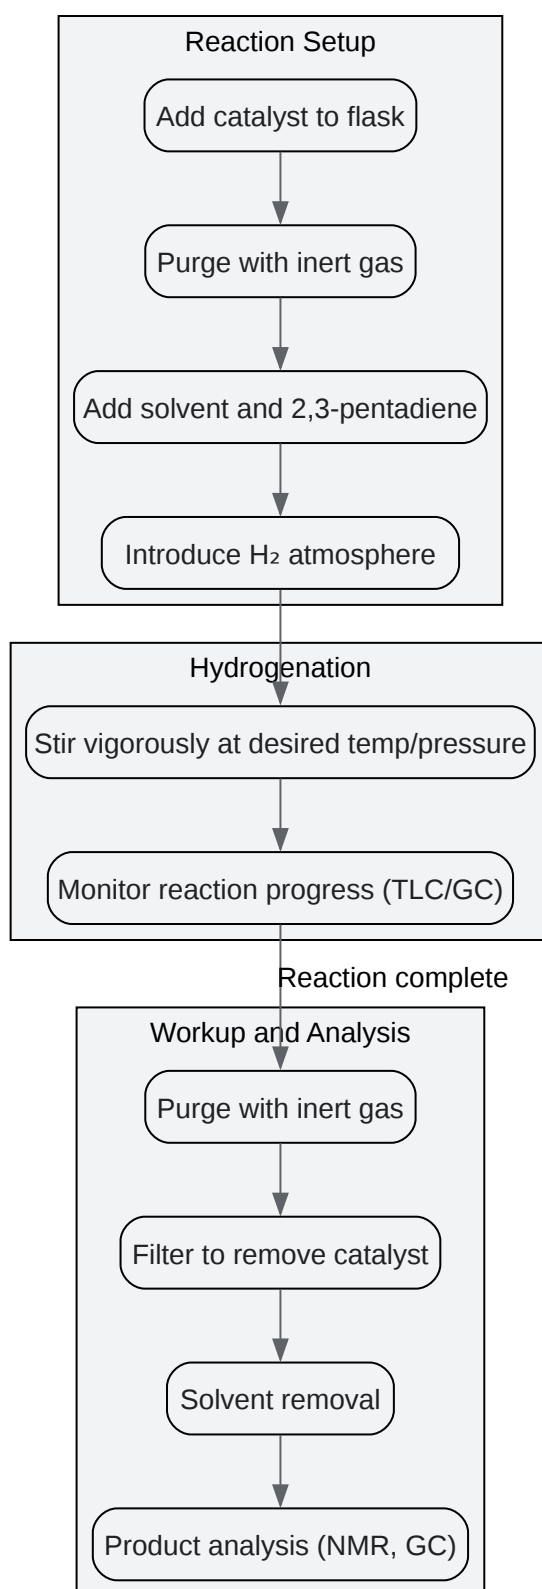 Reaction Setup
Add catalyst to flask
Purge with inert gas
Add solvent and 2,3-pentadiene
Introduce H₂ atmosphere
Hydrogenation
Stir vigorously at desired temp/pressure
Monitor reaction progress (TLC/GC)
Reaction complete
Workup and Analysis
Purge with inert gas
Filter to remove catalyst
Solvent removal
Product analysis (NMR, GC)